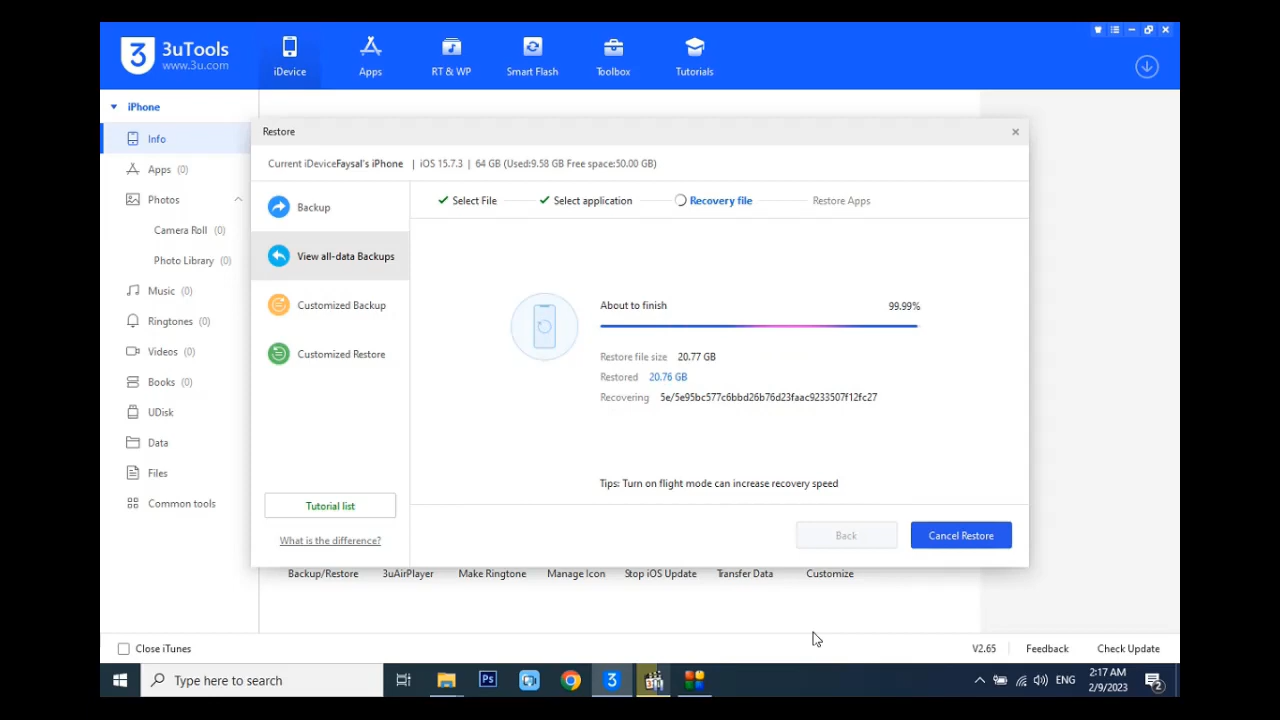 3uTools
www.3u.com
iDevice
Apps
RT & WP
Smart Flash
Toolbox
Tutorials
iPhone
Info
Apps (0)
Photos
Camera Roll (0)
Photo Library (0)
Music (0)
Ringtones (0)
Videos (0)
Books (0)
UDisk
Data
Files
Common tools
Restore
Current iDeviceFaysal's iPhone | iOS 15.7.3 | 64 GB (Used:9.58 GB Free space:50.00 GB)
Backup
View all-data Backups
Customized Backup
Customized Restore
Tutorial list
What is the difference?
Select File
Select application
Recovery file
Restore Apps
About to finish 99.99%
Restore file size 20.77 GB
Restored 20.76 GB
Recovering 5e/5e95bc577c6bbd26b76d23faac9233507f12fc27
Tips: Turn on flight mode can increase recovery speed
Back
Cancel Restore
Backup/Restore
3uAirPlayer
Make Ringtone
Manage Icon
Stop iOS Update
Transfer Data
Customize
Close iTunes
V2.65
Feedback
Check Update
Type here to search
Ps
3
ENG
2:17 AM
2/9/2023
2